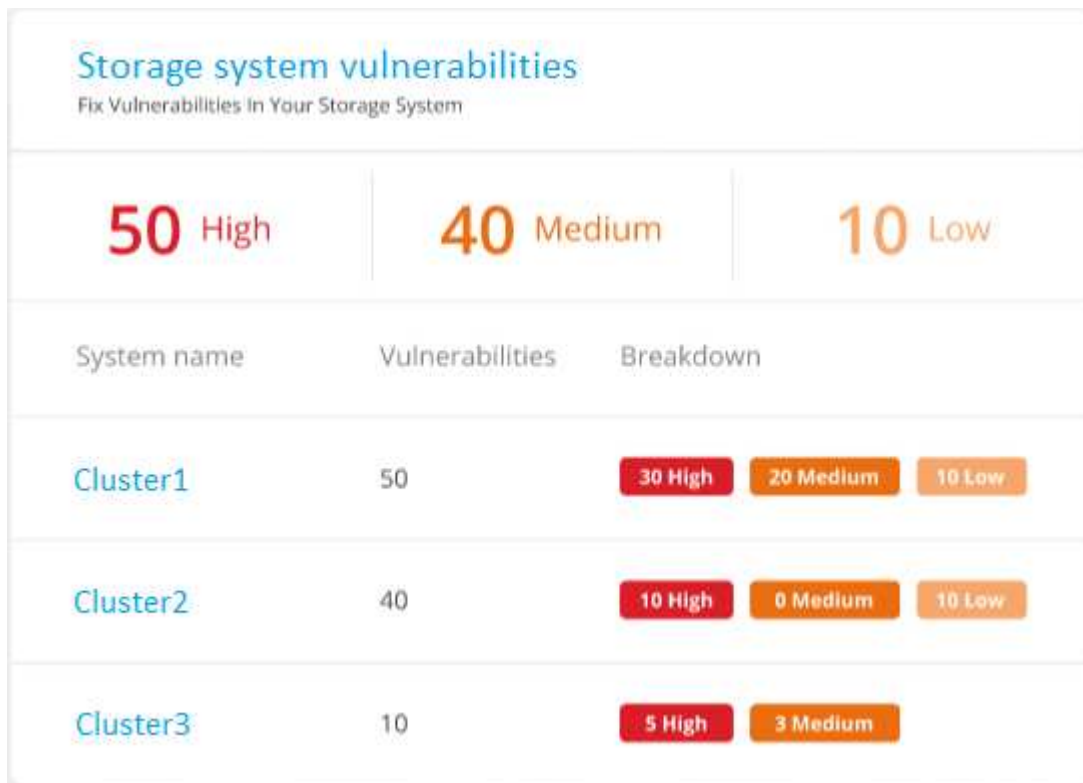 Storage system vulnerabilities
Fix Vulnerabilities In Your Storage System
50 High 40 Medium 10 Low
System name Vulnerabilities Breakdown
Cluster1 50 30 High 20 Medium 10 Low
Cluster2 40 10 High 0 Medium 10 Low
Cluster3 10 5 High 3 Medium